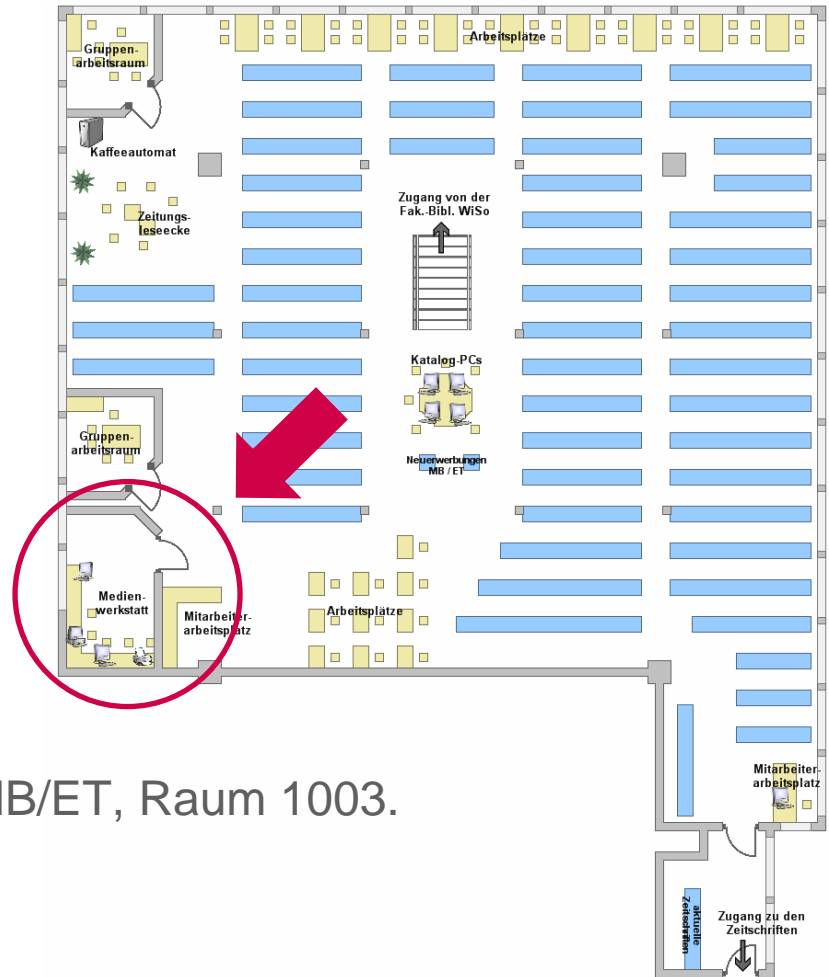 Arbeitsplätze
Gruppen-
arbeitsraum
Kaffeeautomat
Zeitungs-
leseecke
Zugang von der
Fak.-Bibl. WiSo
Katalog-PCs
Gruppen-
arbeitsraum
Neuerwerbungen
MB / ET
Medien-
werkstatt
Mitarbeiter-
arbeitsplatz
Arbeitsplätze
Mitarbeiter-
arbeitsplatz
MB/ET, Raum 1003.
aktuelle
Zeitschriften
Zugang zu den
Zeitschriften